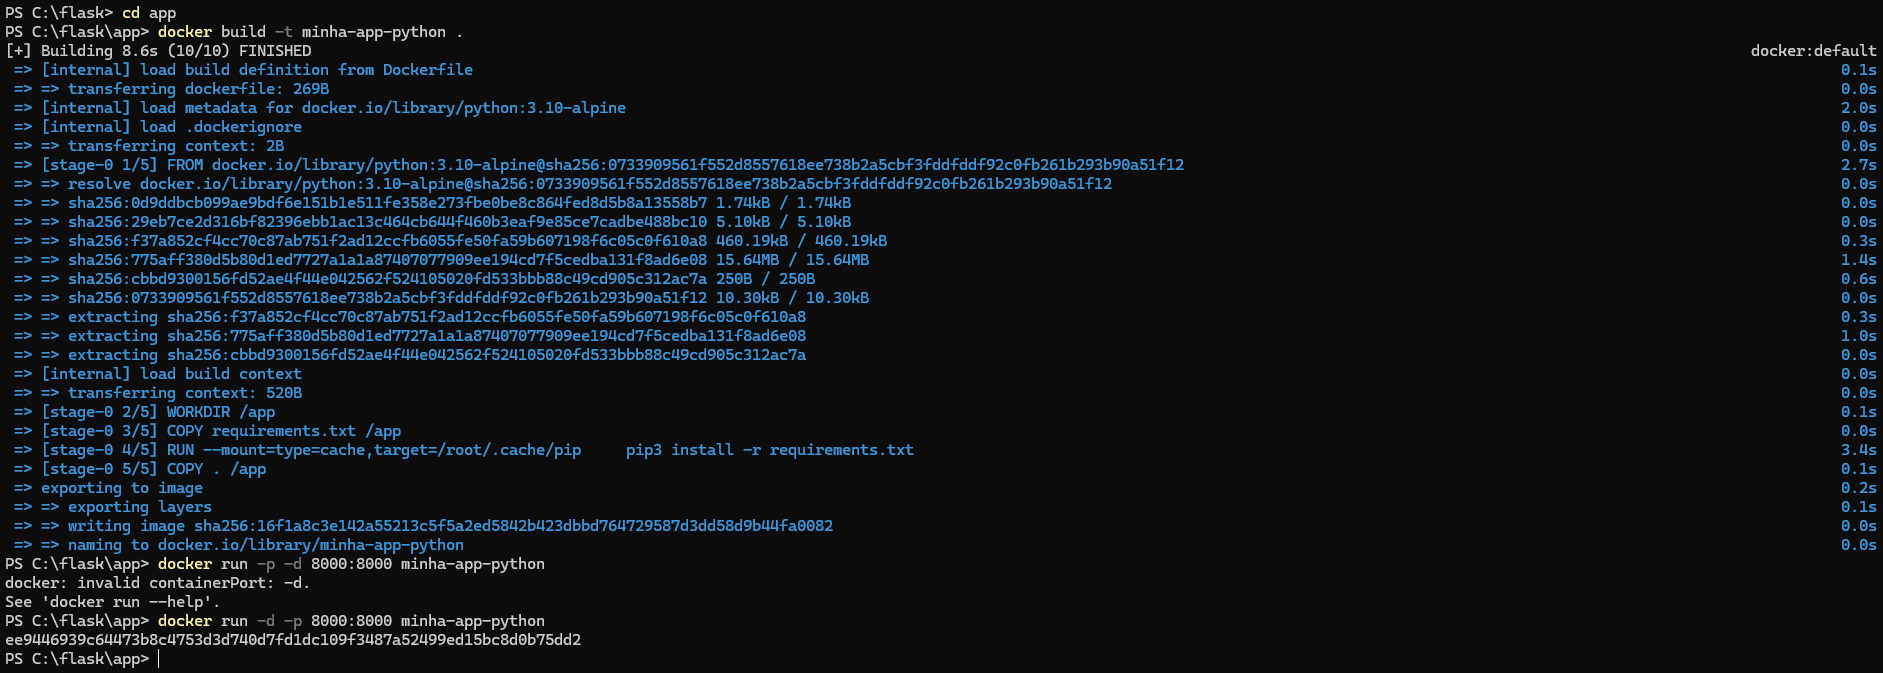 PS C:\flask> cd app
PS C:\flask\app> docker build -t minha-app-python .
[+] Building 8.6s (10/10) FINISHED docker:default
=> [internal] load build definition from Dockerfile 0.1s
=> => transferring dockerfile: 269B 0.0s
=> [internal] load metadata for docker.io/library/python:3.10-alpine 2.0s
=> [internal] load .dockerignore 0.0s
=> => transferring context: 2B 0.0s
=> [stage-0 1/5] FROM docker.io/library/python:3.10-alpine@sha256:0733909561f552d8557618ee738b2a5cbf3fddfddf92c0fb261b293b90a51f12 2.7s
=> => resolve docker.io/library/python:3.10-alpine@sha256:0733909561f552d8557618ee738b2a5cbf3fddfddf92c0fb261b293b90a51f12 0.0s
=> => sha256:0d9ddbcb099ae9bdf6e151b1e511fe358e273fbe0be8c864fed8d5b8a13558b7 1.74kB / 1.74kB 0.0s
=> => sha256:29eb7ce2d316bf82396ebb1ac13c464cb644f460b3eaf9e85ce7cadbe488bc10 5.10kB / 5.10kB 0.0s
=> => sha256:f37a852cf4cc70c87ab751f2ad12ccfb6055fe50fa59b607198f6c05c0f610a8 460.19kB / 460.19kB 0.3s
=> => sha256:775aff380d5b80d1ed7727a1a1a87407077909ee194cd7f5cedba131f8ad6e08 15.64MB / 15.64MB 1.4s
=> => sha256:cbbd9300156fd52ae4f44e042562f524105020fd533bbb88c49cd905c312ac7a 250B / 250B 0.6s
=> => sha256:0733909561f552d8557618ee738b2a5cbf3fddfddf92c0fb261b293b90a51f12 10.30kB / 10.30kB 0.0s
=> => extracting sha256:f37a852cf4cc70c87ab751f2ad12ccfb6055fe50fa59b607198f6c05c0f610a8 0.3s
=> => extracting sha256:775aff380d5b80d1ed7727a1a1a87407077909ee194cd7f5cedba131f8ad6e08 1.0s
=> => extracting sha256:cbbd9300156fd52ae4f44e042562f524105020fd533bbb88c49cd905c312ac7a 0.0s
=> [internal] load build context 0.0s
=> => transferring context: 520B 0.0s
=> [stage-0 2/5] WORKDIR /app 0.1s
=> [stage-0 3/5] COPY requirements.txt /app 0.0s
=> [stage-0 4/5] RUN --mount=type=cache,target=/root/.cache/pip     pip3 install -r requirements.txt 3.4s
=> [stage-0 5/5] COPY . /app 0.1s
=> exporting to image 0.2s
=> => exporting layers 0.1s
=> => writing image sha256:16f1a8c3e142a55213c5f5a2ed5842b423dbbd764729587d3dd58d9b44fa0082 0.0s
=> => naming to docker.io/library/minha-app-python 0.0s
PS C:\flask\app> docker run -p -d 8000:8000 minha-app-python
docker: invalid containerPort: -d.
See 'docker run --help'.
PS C:\flask\app> docker run -d -p 8000:8000 minha-app-python
ee9446939c64473b8c4753d3d740d7fd1dc109f3487a52499ed15bc8d0b75dd2
PS C:\flask\app>